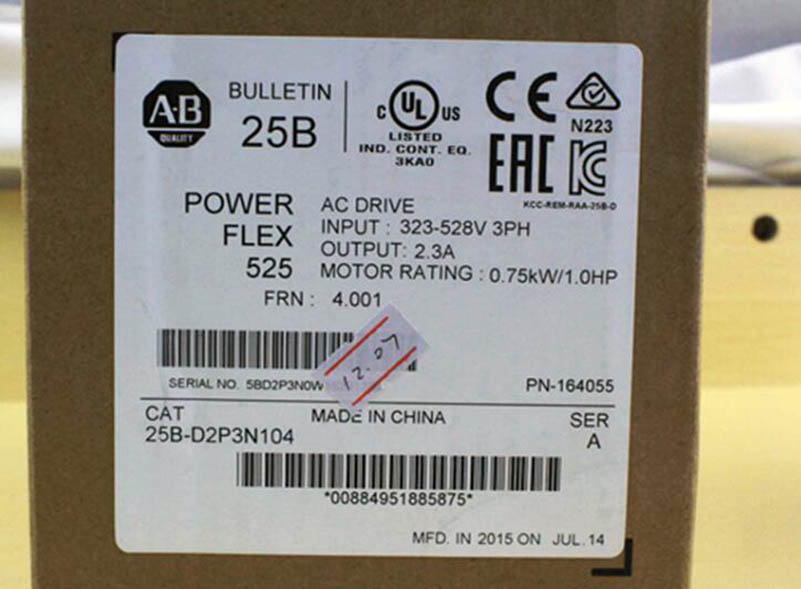 A·B
QUALITY
BULLETIN
25B
C UL US
LISTED
IND. CONT. EQ.
3KA0
CE
N223
EAC
KC
KCC-REM-RAA-25B-D
POWER
FLEX
525
AC DRIVE
INPUT : 323-528V 3PH
OUTPUT: 2.3A
MOTOR RATING : 0.75kW/1.0HP
FRN : 4.001
12.07
SERIAL NO. 5BD2P3N0W
PN-164055
CAT
25B-D2P3N104
MADE IN CHINA
SER
A
*00884951885875*
MFD. IN 2015 ON JUL.14